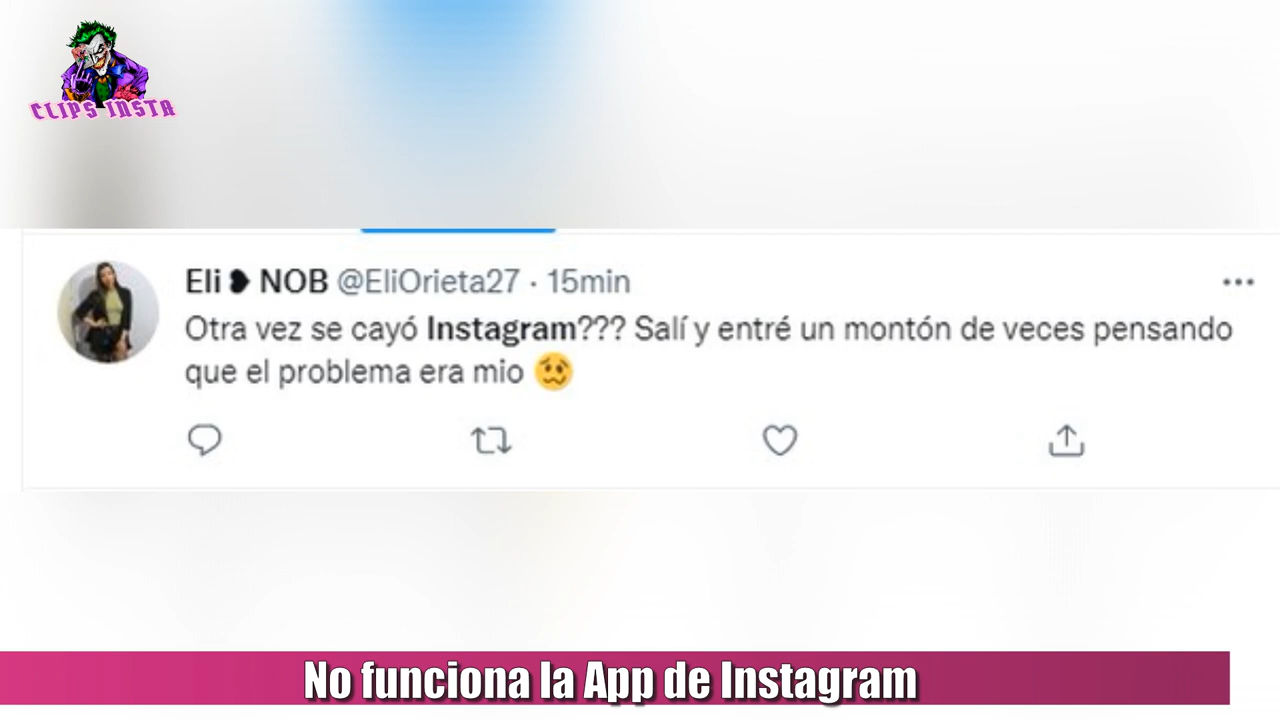 CLIPS INSTA
Eli ❥ NOB @EliOrieta27 · 15min
Otra vez se cayó Instagram??? Salí y entré un montón de veces pensando
que el problema era mio 🥴
No funciona la App de Instagram